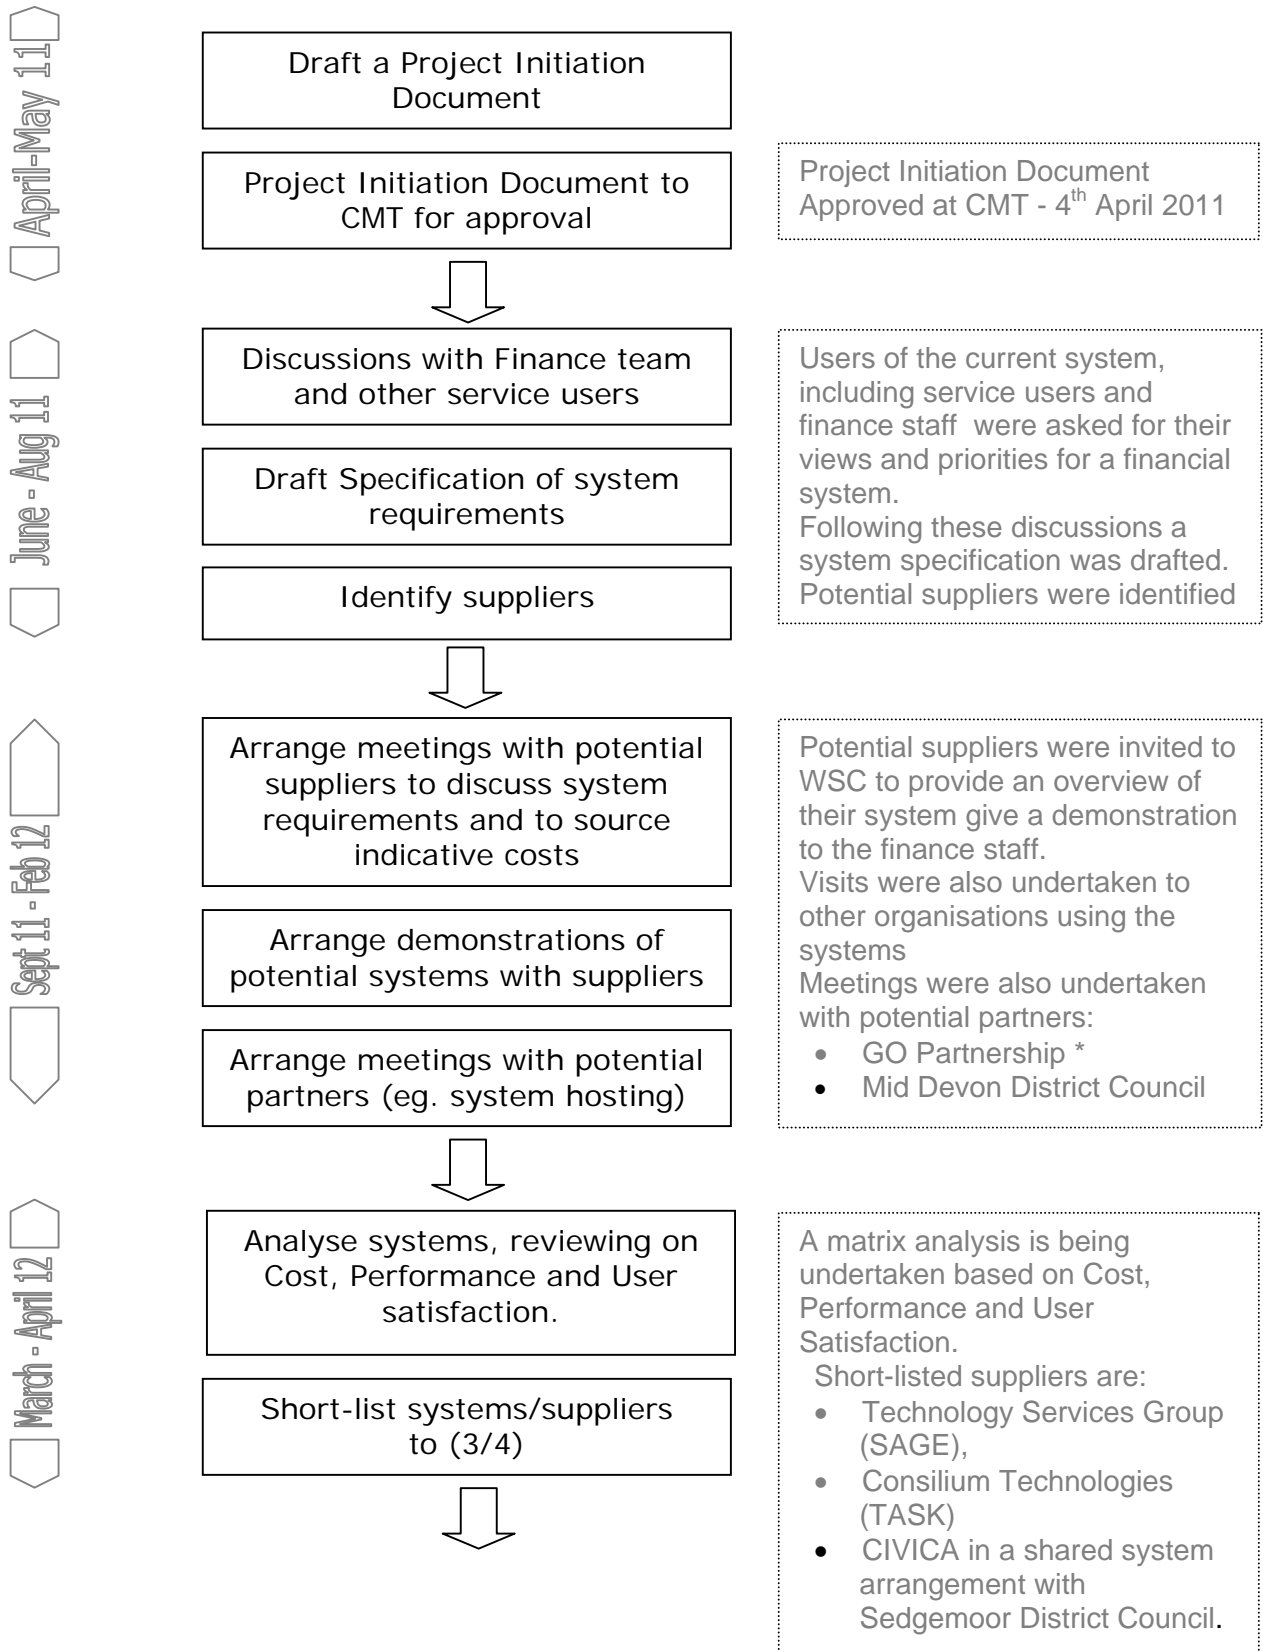 April-May 11
Draft a Project Initiation
Document
Project Initiation Document to
CMT for approval
Project Initiation Document
Approved at CMT - 4th April 2011
June - Aug 11
Discussions with Finance team
and other service users
Draft Specification of system
requirements
Identify suppliers
Users of the current system,
including service users and
finance staff were asked for their
views and priorities for a financial
system.
Following these discussions a
system specification was drafted.
Potential suppliers were identified
Sept 11 - Feb 12
Arrange meetings with potential
suppliers to discuss system
requirements and to source
indicative costs
Arrange demonstrations of
potential systems with suppliers
Arrange meetings with potential
partners (eg. system hosting)
Potential suppliers were invited to
WSC to provide an overview of
their system give a demonstration
to the finance staff.
Visits were also undertaken to
other organisations using the
systems
Meetings were also undertaken
with potential partners:
• GO Partnership *
• Mid Devon District Council
March - April 12
Analyse systems, reviewing on
Cost, Performance and User
satisfaction.
Short-list systems/suppliers
to (3/4)
A matrix analysis is being
undertaken based on Cost,
Performance and User
Satisfaction.
Short-listed suppliers are:
• Technology Services Group
(SAGE),
• Consilium Technologies
(TASK)
• CIVICA in a shared system
arrangement with
Sedgemoor District Council.